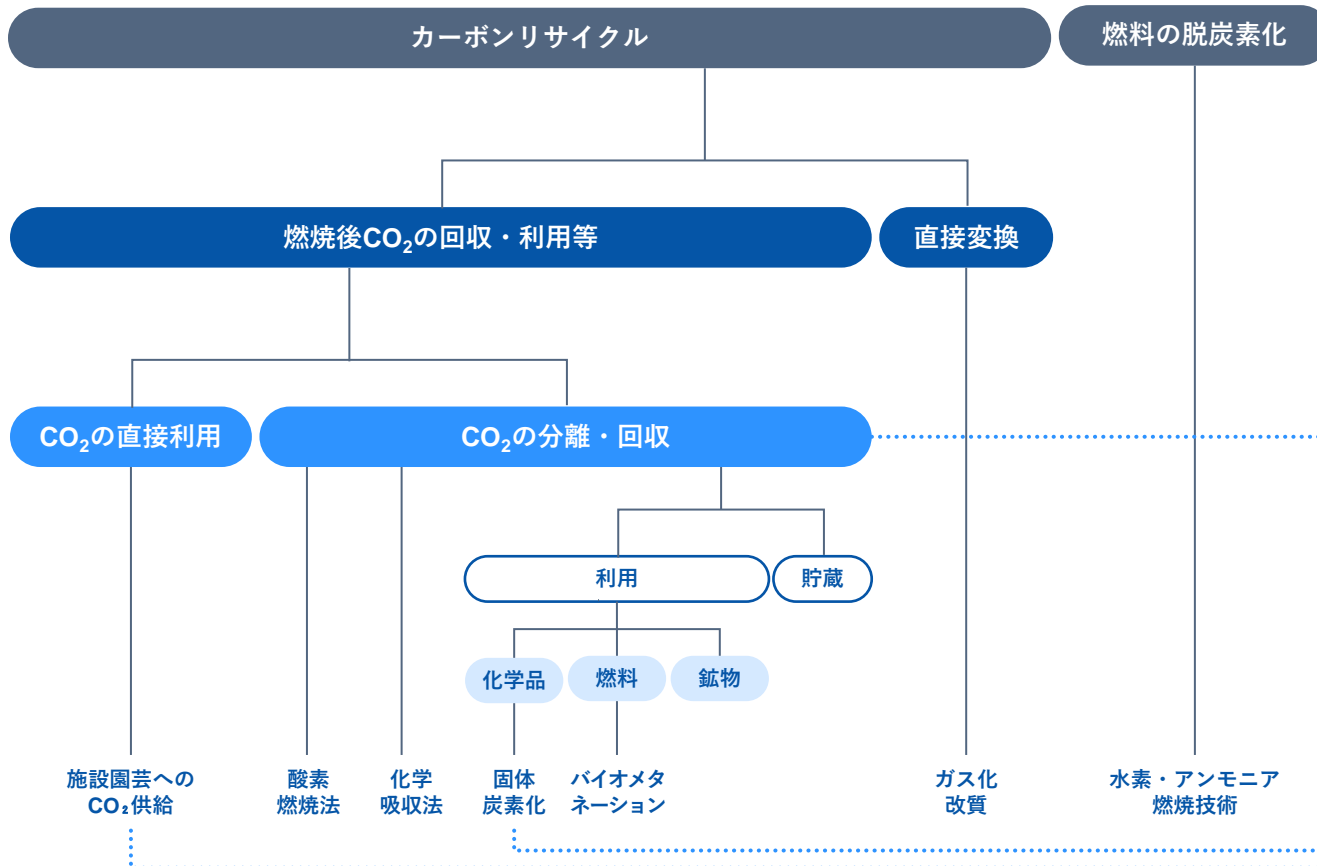 カーボンリサイクル
燃料の脱炭素化
燃焼後CO₂の回収・利用等
直接変換
CO₂の直接利用
CO₂の分離・回収
利用
貯蔵
化学品
燃料
鉱物
施設園芸への
CO₂供給
酸素
燃焼法
化学
吸収法
固体
炭素化
バイオメタ
ネーション
ガス化
改質
水素・アンモニア
燃焼技術